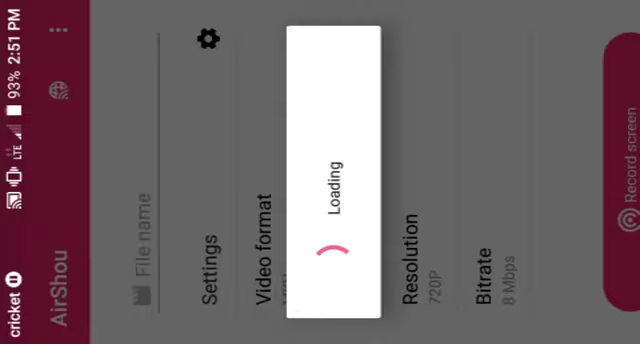 cricket 93% 2:51 PM
LTE
AirShou
File name
Settings
Video format
Loading
Resolution
720P
Bitrate
8 Mbps
Record screen